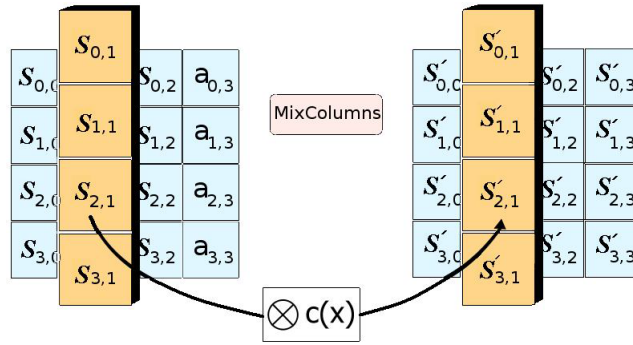 S0,1 S′0,1
S0,0 S0,2 a0,3 S′0,0 S′0,2 S′0,3
S1,1 MixColumns S′1,1
S1,0 S1,2 a1,3 S′1,0 S′1,2 S′1,3
S2,0 S2,1 S2,2 a2,3 S′2,0 S′2,1 S′2,2 S′2,3
S3,0 S3,2 a3,3 S′3,0 S′3,2 S′3,3
S3,1 S′3,1
⊗ c(x)